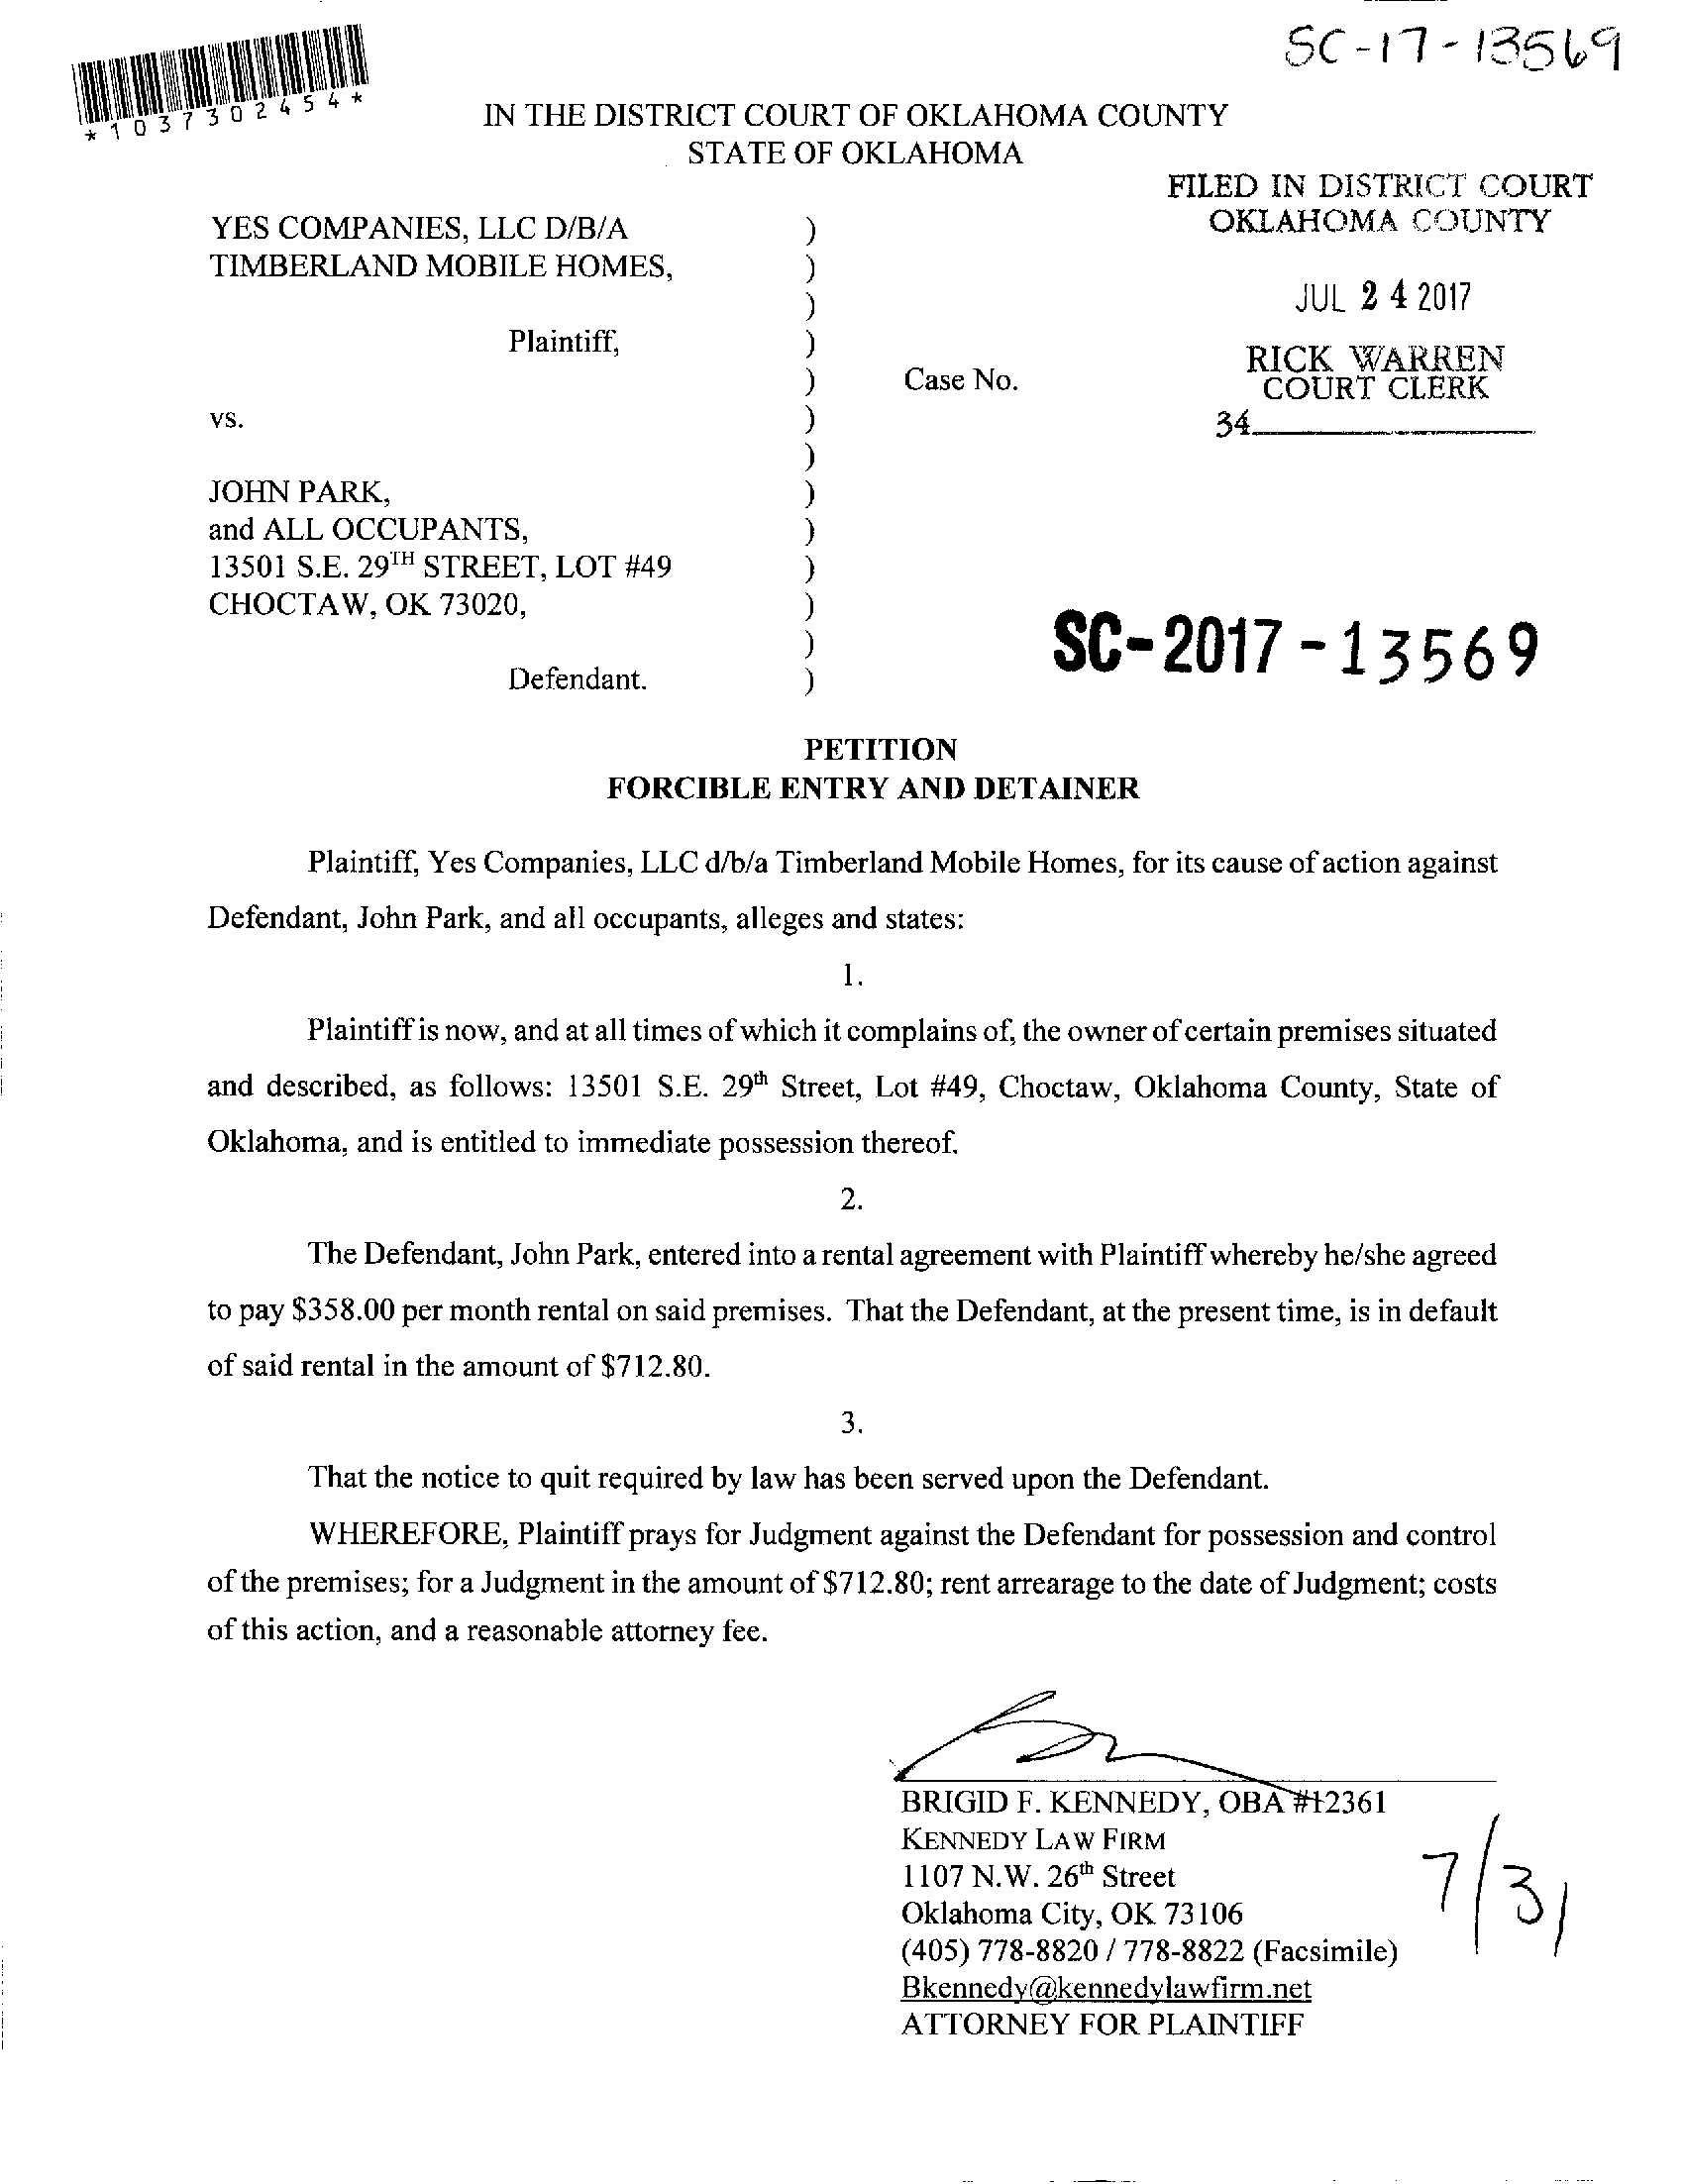 SC-17-13569
*1037302454*
IN THE DISTRICT COURT OF OKLAHOMA COUNTY
STATE OF OKLAHOMA
FILED IN DISTRICT COURT
OKLAHOMA COUNTY
JUL 24 2017
RICK WARREN
COURT CLERK
34
YES COMPANIES, LLC D/B/A )
TIMBERLAND MOBILE HOMES, )
)
Plaintiff, )
) Case No.
vs. )
)
JOHN PARK, )
and ALL OCCUPANTS, )
13501 S.E. 29TH STREET, LOT #49 )
CHOCTAW, OK 73020, )
)
Defendant. )
SC-2017-13569
PETITION
FORCIBLE ENTRY AND DETAINER
Plaintiff, Yes Companies, LLC d/b/a Timberland Mobile Homes, for its cause of action against
Defendant, John Park, and all occupants, alleges and states:
1.
Plaintiff is now, and at all times of which it complains of, the owner of certain premises situated
and described, as follows: 13501 S.E. 29th Street, Lot #49, Choctaw, Oklahoma County, State of
Oklahoma, and is entitled to immediate possession thereof.
2.
The Defendant, John Park, entered into a rental agreement with Plaintiff whereby he/she agreed
to pay $358.00 per month rental on said premises. That the Defendant, at the present time, is in default
of said rental in the amount of $712.80.
3.
That the notice to quit required by law has been served upon the Defendant.
WHEREFORE, Plaintiff prays for Judgment against the Defendant for possession and control
of the premises; for a Judgment in the amount of $712.80; rent arrearage to the date of Judgment; costs
of this action, and a reasonable attorney fee.
BRIGID F. KENNEDY, OBA #12361
KENNEDY LAW FIRM
1107 N.W. 26th Street
Oklahoma City, OK 73106
(405) 778-8820 / 778-8822 (Facsimile)
Bkennedy@kennedylawfirm.net
ATTORNEY FOR PLAINTIFF
7/31